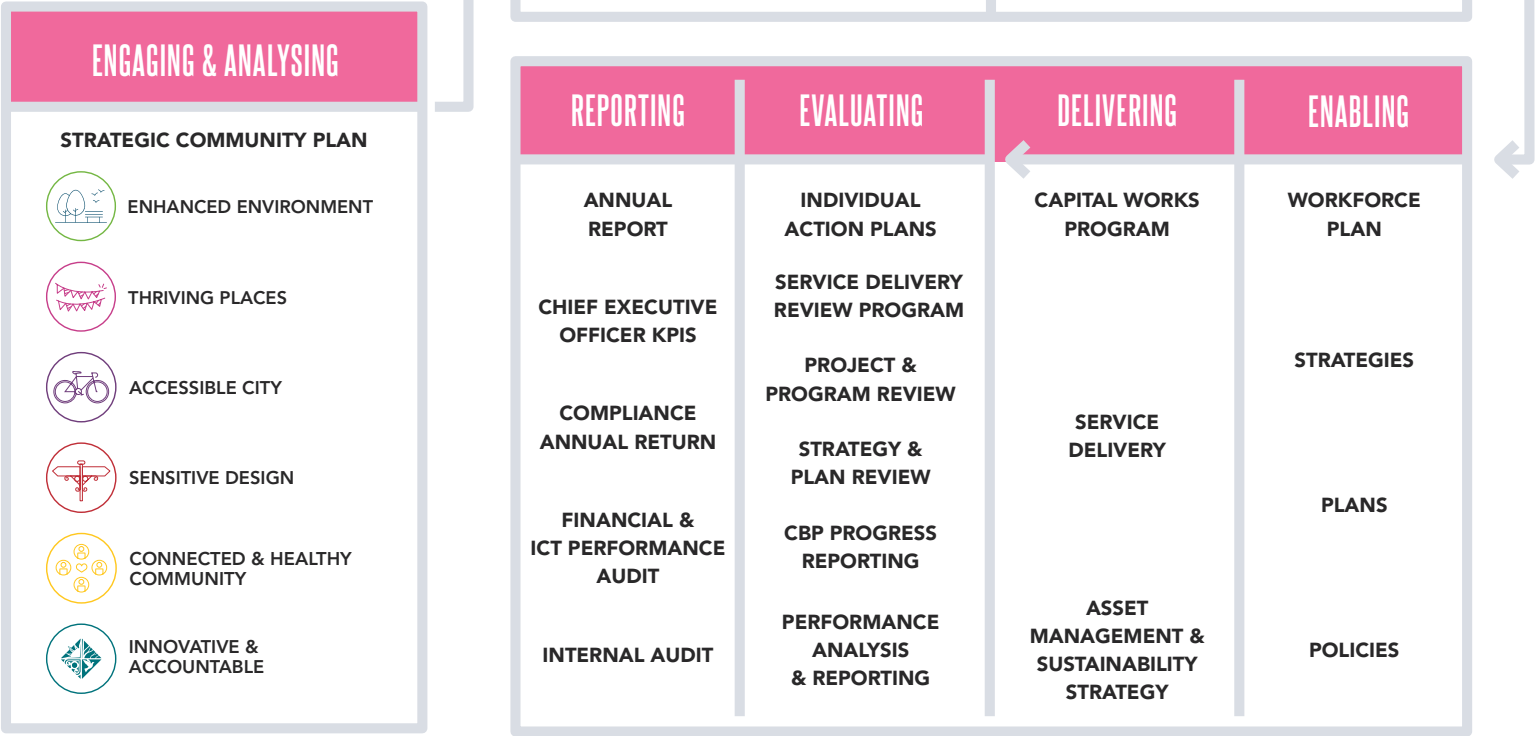 ENGAGING & ANALYSING
STRATEGIC COMMUNITY PLAN
ENHANCED ENVIRONMENT
THRIVING PLACES
ACCESSIBLE CITY
SENSITIVE DESIGN
CONNECTED & HEALTHY
COMMUNITY
INNOVATIVE &
ACCOUNTABLE
REPORTING
ANNUAL
REPORT
CHIEF EXECUTIVE
OFFICER KPIS
COMPLIANCE
ANNUAL RETURN
FINANCIAL &
ICT PERFORMANCE
AUDIT
INTERNAL AUDIT
EVALUATING
INDIVIDUAL
ACTION PLANS
SERVICE DELIVERY
REVIEW PROGRAM
PROJECT &
PROGRAM REVIEW
STRATEGY &
PLAN REVIEW
CBP PROGRESS
REPORTING
PERFORMANCE
ANALYSIS
& REPORTING
DELIVERING
CAPITAL WORKS
PROGRAM
SERVICE
DELIVERY
ASSET
MANAGEMENT &
SUSTAINABILITY
STRATEGY
ENABLING
WORKFORCE
PLAN
STRATEGIES
PLANS
POLICIES